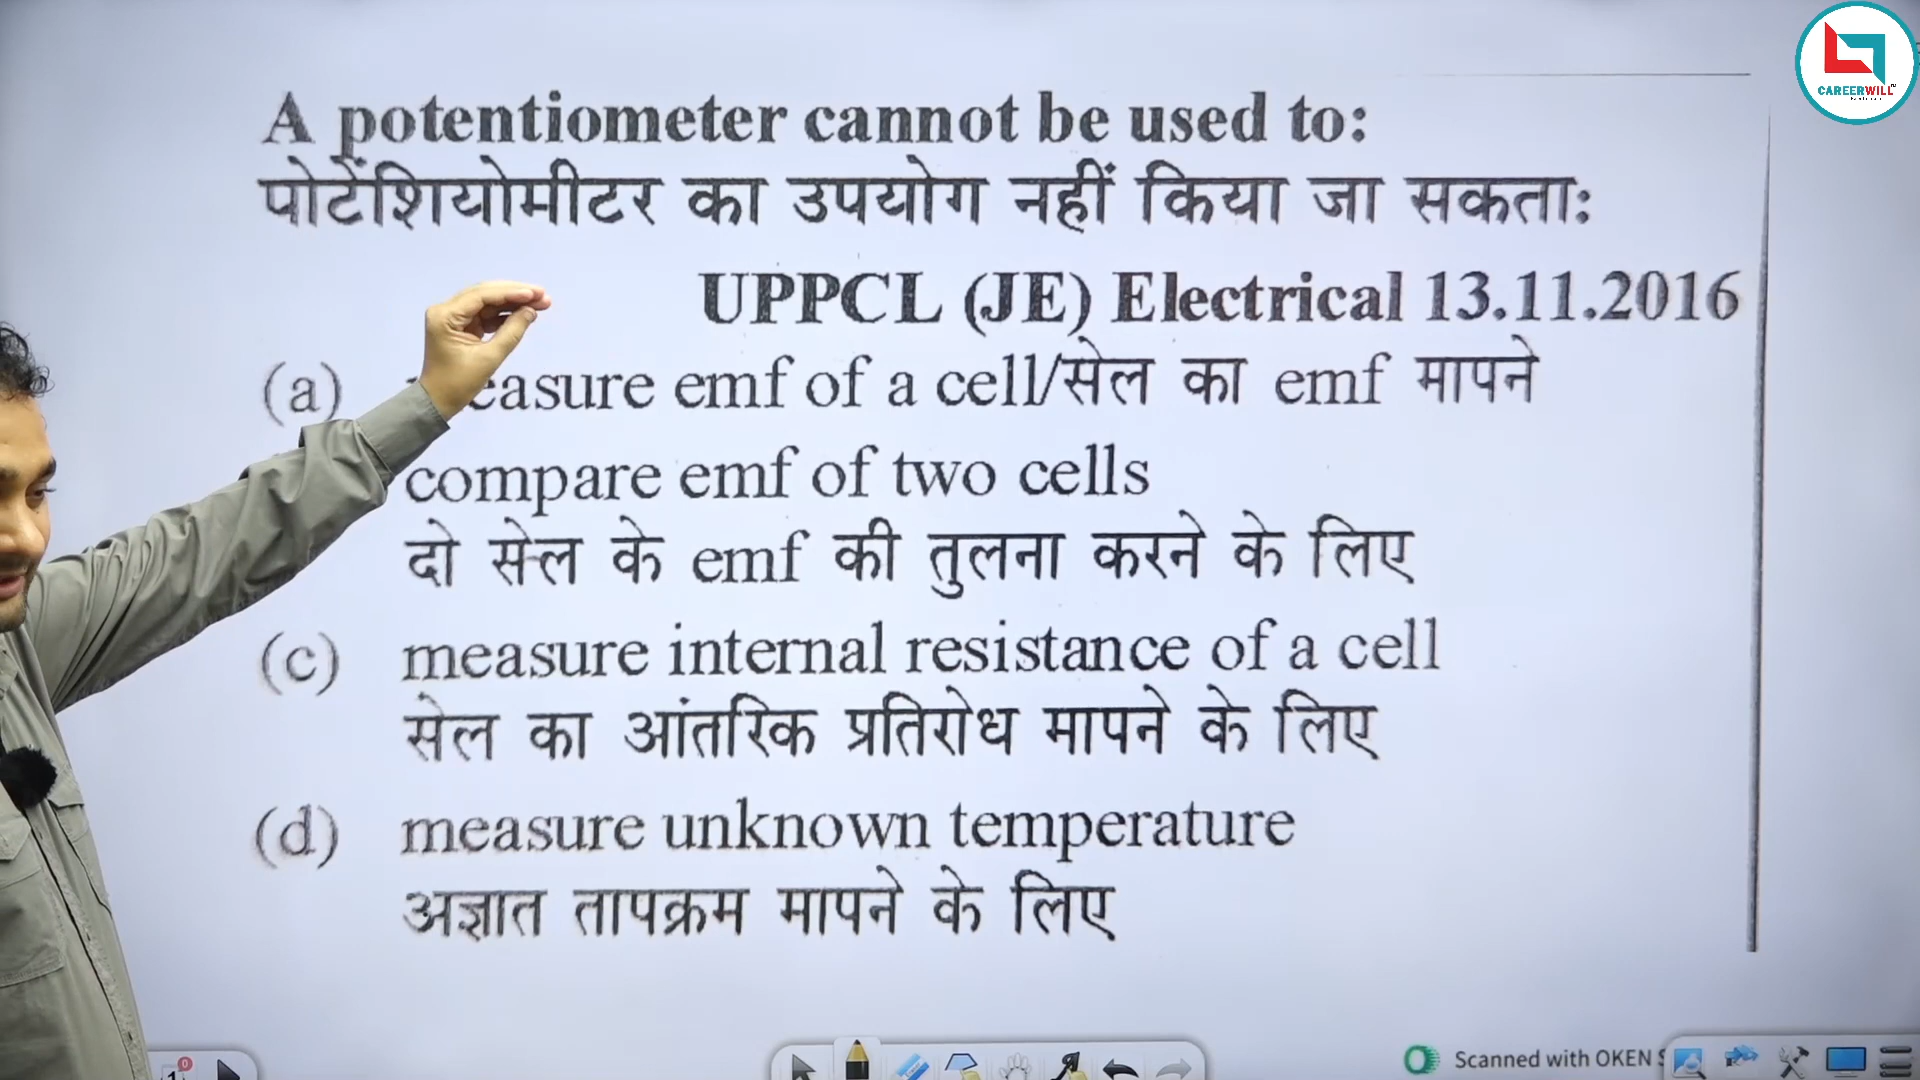 CAREERWILL
A potentiometer cannot be used to:
पोटेंशियोमीटर का उपयोग नहीं किया जा सकता:
UPPCL (JE) Electrical 13.11.2016
(a) measure emf of a cell/सेल का emf मापने
compare emf of two cells
दो सेल के emf की तुलना करने के लिए
(c) measure internal resistance of a cell
सेल का आंतरिक प्रतिरोध मापने के लिए
(d) measure unknown temperature
अज्ञात तापक्रम मापने के लिए
Scanned with OKEN S